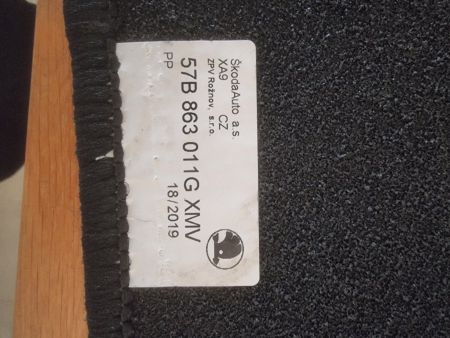 ŠkodaAuto a.s.
XA9 CZ
ZPV Rožnov, s.r.o.
57B 863 011G XMV
PP 18/2019